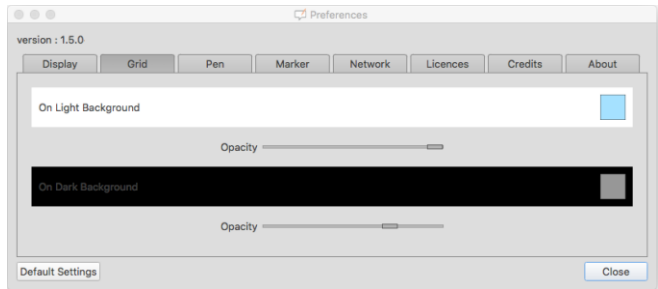 Preferences
version : 1.5.0
Display Grid Pen Marker Network Licences Credits About
On Light Background
Opacity
On Dark Background
Opacity
Default Settings Close